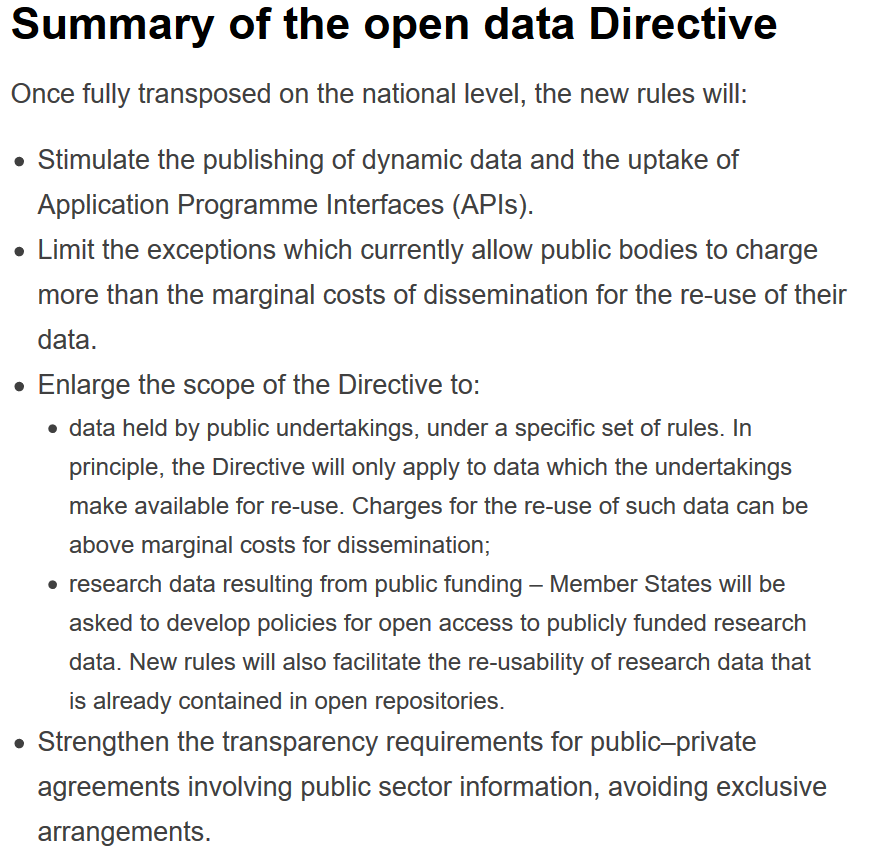 Summary of the open data Directive
Once fully transposed on the national level, the new rules will:
• Stimulate the publishing of dynamic data and the uptake of
Application Programme Interfaces (APIs).
• Limit the exceptions which currently allow public bodies to charge
more than the marginal costs of dissemination for the re-use of their
data.
• Enlarge the scope of the Directive to:
• data held by public undertakings, under a specific set of rules. In
principle, the Directive will only apply to data which the undertakings
make available for re-use. Charges for the re-use of such data can be
above marginal costs for dissemination;
• research data resulting from public funding – Member States will be
asked to develop policies for open access to publicly funded research
data. New rules will also facilitate the re-usability of research data that
is already contained in open repositories.
• Strengthen the transparency requirements for public–private
agreements involving public sector information, avoiding exclusive
arrangements.